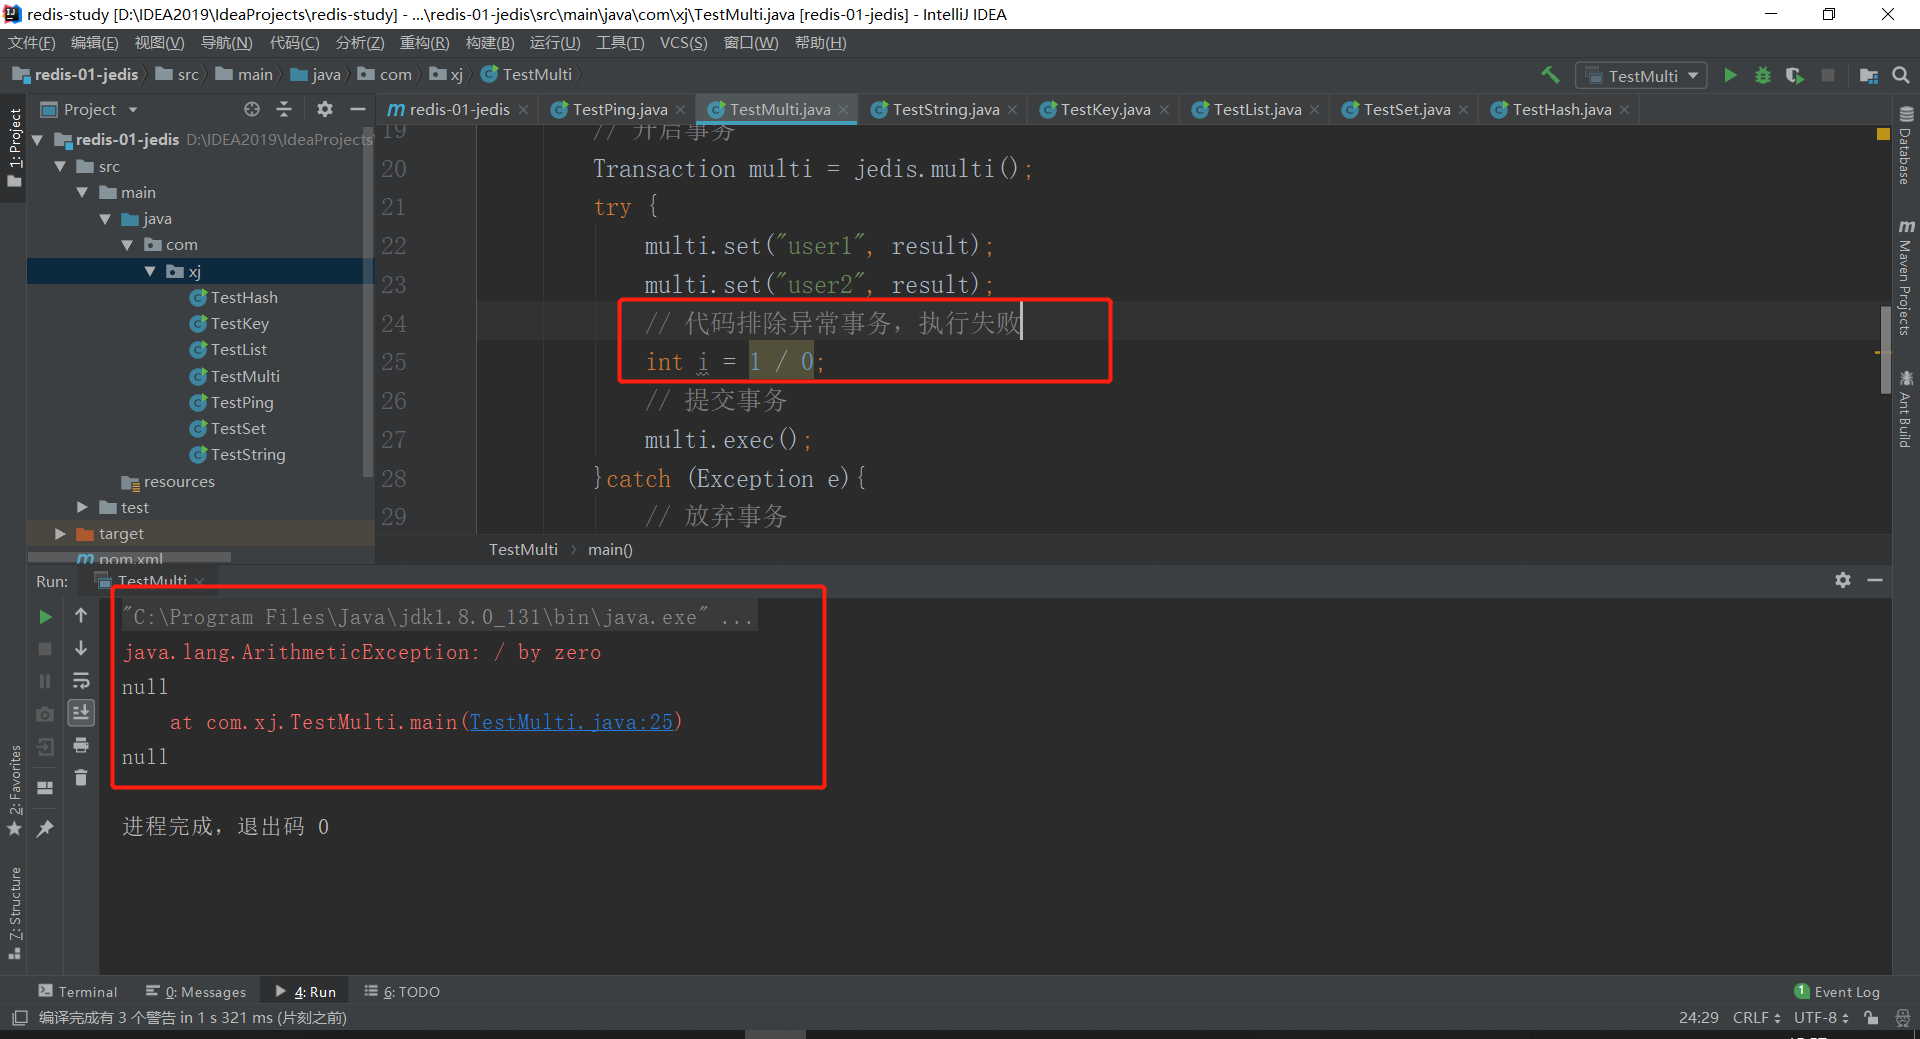 redis-study [D:\IDEA2019\IdeaProjects\redis-study] - ...\redis-01-jedis\src\main\java\com\xj\TestMulti.java [redis-01-jedis] - IntelliJ IDEA
文件(F) 编辑(E) 视图(V) 导航(N) 代码(C) 分析(Z) 重构(R) 构建(B) 运行(U) 工具(T) VCS(S) 窗口(W) 帮助(H)
redis-01-jedis src main java com xj TestMulti
TestMulti
Project
redis-01-jedis TestPing.java TestMulti.java TestString.java TestKey.java TestList.java TestSet.java TestHash.java
1: Project
redis-01-jedis D:\IDEA2019\IdeaProjects
src
main
java
com
xj
TestHash
TestKey
TestList
TestMulti
TestPing
TestSet
TestString
resources
test
target
pom.xml
19 // 开启事务
20 Transaction multi = jedis.multi();
21 try {
22 multi.set("user1", result);
23 multi.set("user2", result);
24 // 代码排除异常事务，执行失败
25 int i = 1 / 0;
26 // 提交事务
27 multi.exec();
28 }catch (Exception e){
29 // 放弃事务
TestMulti main()
Database
Maven Projects
Ant Build
Run: TestMulti
"C:\Program Files\Java\jdk1.8.0_131\bin\java.exe" ...
java.lang.ArithmeticException: / by zero
null
at com.xj.TestMulti.main(TestMulti.java:25)
null
进程完成，退出码 0
2: Favorites
7: Structure
Terminal 0: Messages 4: Run 6: TODO
1 Event Log
编译完成有 3 个警告 in 1 s 321 ms (片刻之前)
24:29 CRLF UTF-8